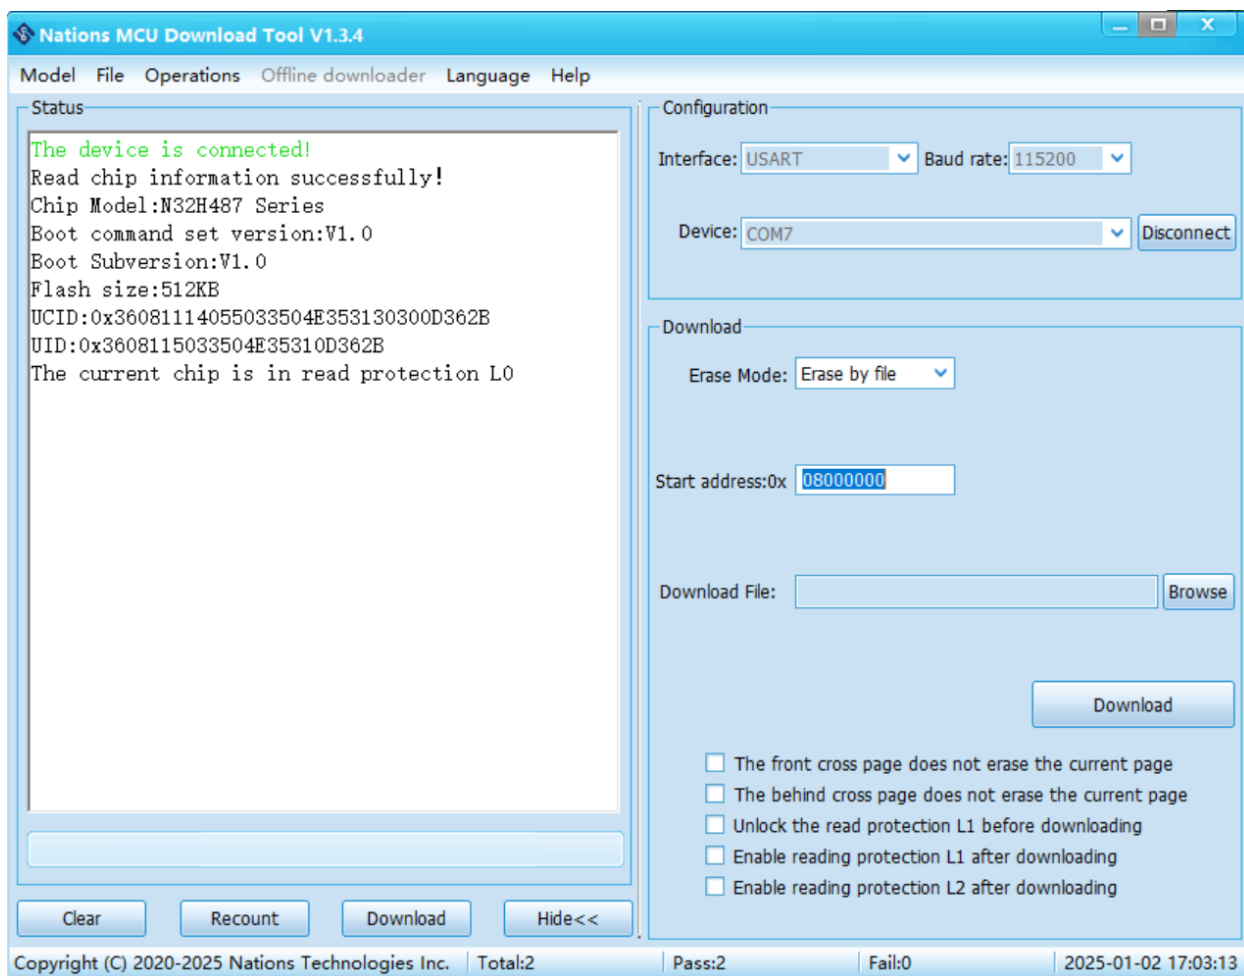 Nations MCU Download Tool V1.3.4
Model File Operations Offline downloader Language Help
Status
The device is connected!
Read chip information successfully!
Chip Model:N32H487 Series
Boot command set version:V1.0
Boot Subversion:V1.0
Flash size:512KB
UCID:0x36081114055033504E353130300D362B
UID:0x3608115033504E35310D362B
The current chip is in read protection L0
Clear Recount Download Hide<<
Configuration
Interface: USART Baud rate: 115200
Device: COM7 Disconnect
Download
Erase Mode: Erase by file
Start address:0x 08000000
Download File: Browse
Download
The front cross page does not erase the current page
The behind cross page does not erase the current page
Unlock the read protection L1 before downloading
Enable reading protection L1 after downloading
Enable reading protection L2 after downloading
Copyright (C) 2020-2025 Nations Technologies Inc. Total:2 Pass:2 Fail:0 2025-01-02 17:03:13